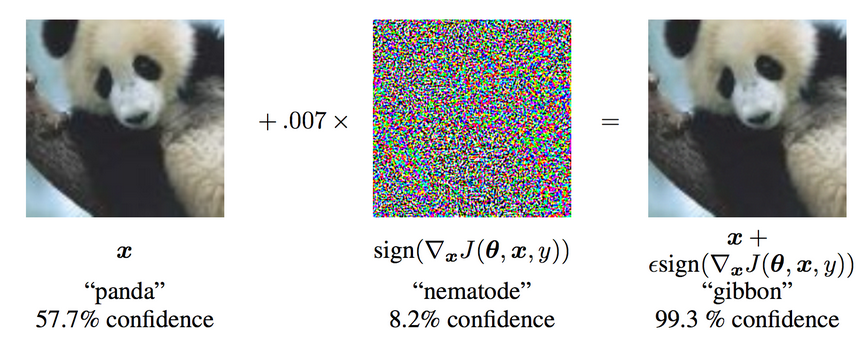 + .007 ×
=
x
sign(∇ₓJ(θ, x, y))
x +
ϵsign(∇ₓJ(θ, x, y))
“panda”
“nematode”
“gibbon”
57.7% confidence
8.2% confidence
99.3 % confidence